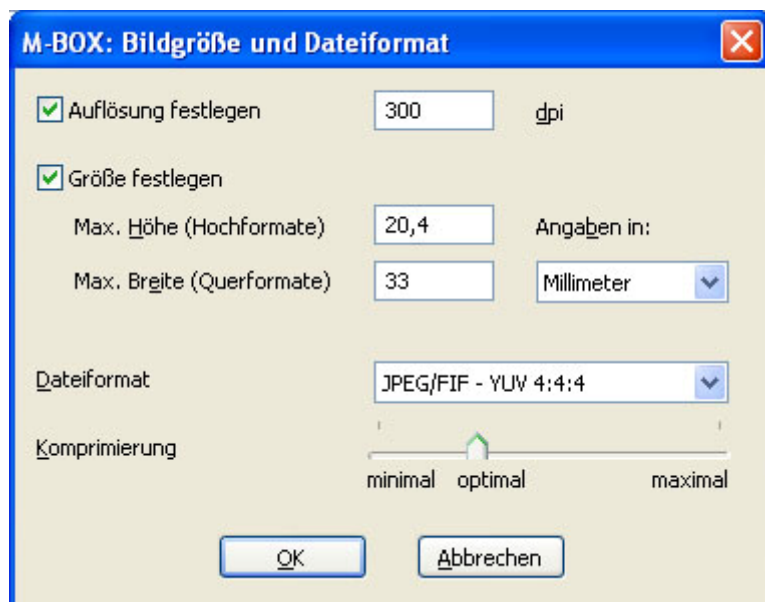 M-BOX: Bildgröße und Dateiformat
Auflösung festlegen 300 dpi
Größe festlegen
Max. Höhe (Hochformate) 20,4 Angaben in:
Max. Breite (Querformate) 33 Millimeter
Dateiformat JPEG/FIF - YUV 4:4:4
Komprimierung
minimal optimal maximal
OK Abbrechen